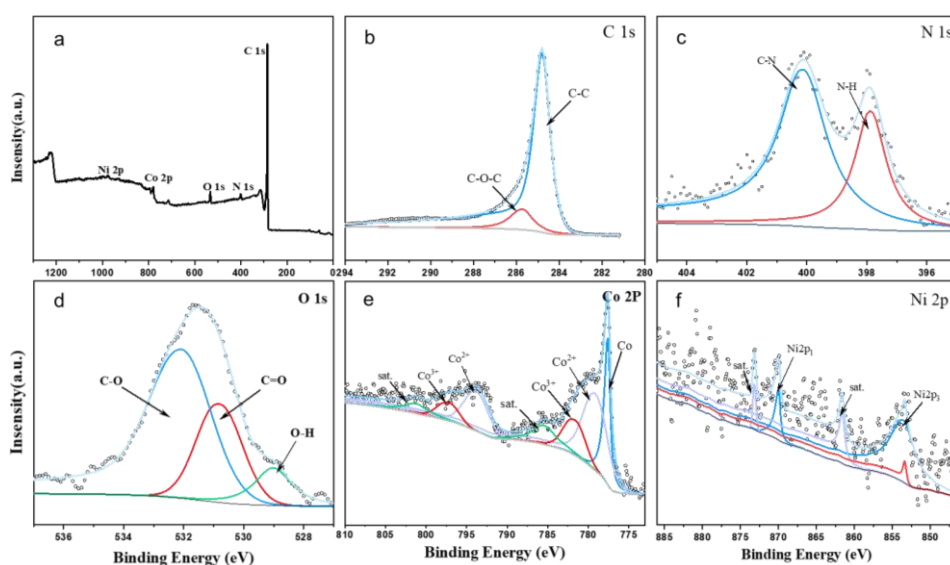 a
C 1s
Ni 2p
Co 2p
O 1s
N 1s
Insensity(a.u.)
1200 1000 800 600 400 200 0
b
C 1s
C-C
C-O-C
294 292 290 288 286 284 282 280
c
N 1s
C-N
N-H
404 402 400 398 396
d
O 1s
C-O
C=O
O-H
Insensity(a.u.)
536 534 532 530 528
Binding Energy (eV)
e
Co 2P
Co
Co2+
Co3+
sat.
Co2+
Co3+
sat.
810 805 800 795 790 785 780 775
Binding Energy (eV)
f
Ni 2p
sat.
Ni2p1
sat.
Ni2p3
885 880 875 870 865 860 855 850
Binding Energy (eV)